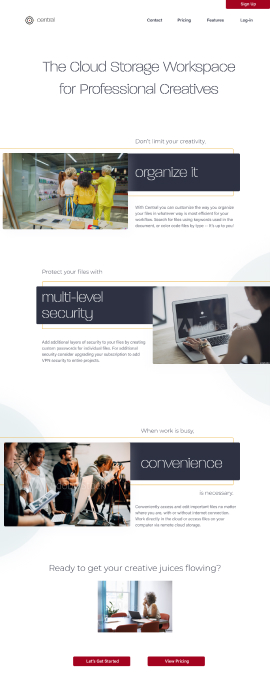 Sign Up
central
Contact Pricing Features Log-in
The Cloud Storage Workspace
for Professional Creatives
Don't limit your creativity.
organize it
With Central you can customize the way you organize
your files in whatever way is most efficient for your
workflow. Search for files using keywords used in the
document, or color code files by type – it's up to you!
Protect your files with
multi-level
security
Add additional layers of security to your files by creating
custom passwords for individual files. For additional
security consider upgrading your subscription to add
VPN security to entire projects.
When work is busy,
convenience
is necessary.
Conveniently access and add important files no matter
where you are, with or without internet connection.
Work directly in the cloud or access files on your
computer via remote cloud storage.
Ready to get your creative juices flowing?
Let's Get Started
View Pricing